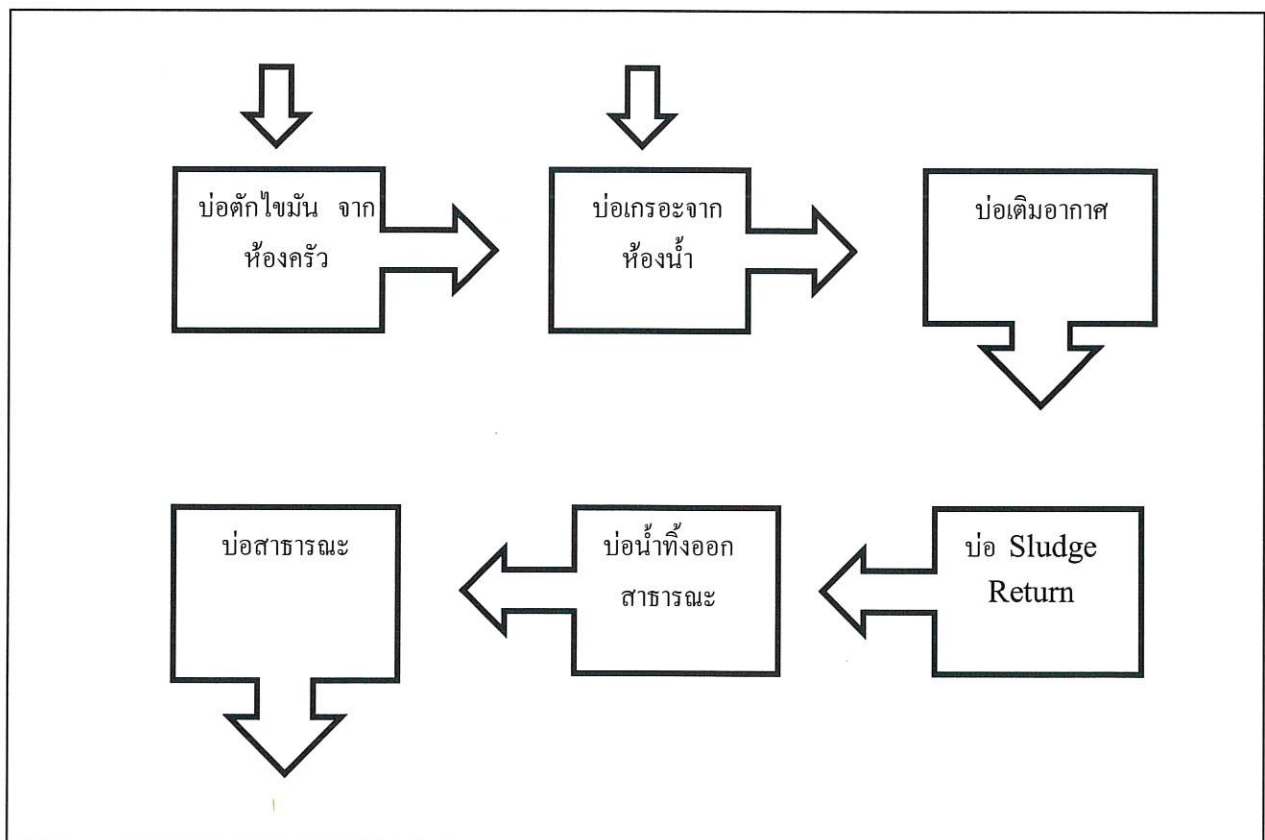 บ่อตักไขมัน จาก
ห้องครัว
บ่อเกรอะจาก
ห้องน้ำ
บ่อเติมอากาศ
บ่อ Sludge
Return
บ่อน้ำทิ้งออก
สาธารณะ
บ่อสาธารณะ